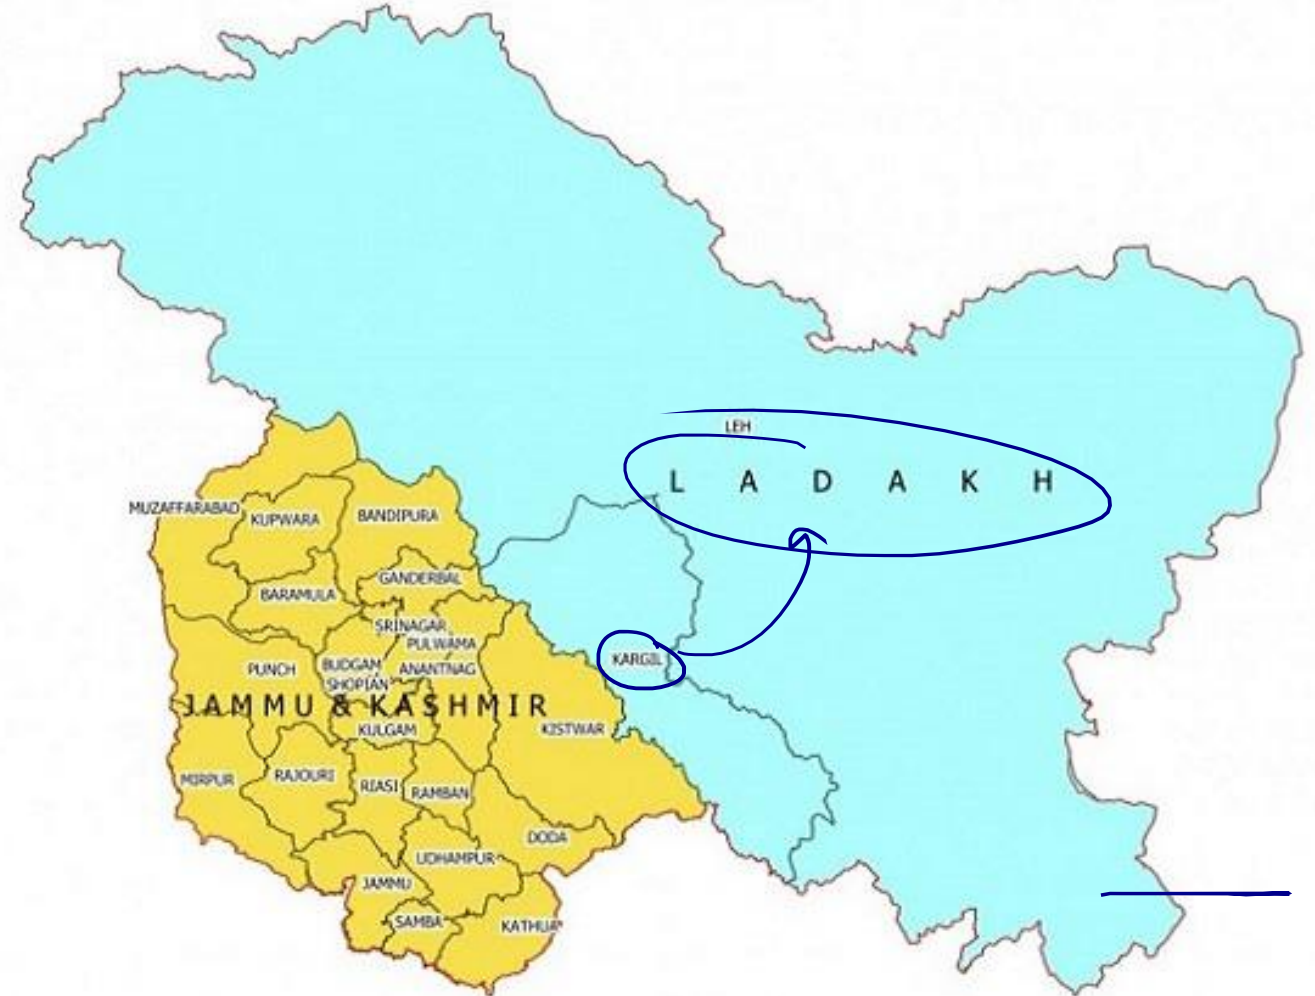 LEH
L A D A K H
MUZAFFARABAD
KUPWARA
BANDIPURA
GANDERBAL
BARAMULA
SRINAGAR
PULWAMA
KARGIL
PUNCH
BUDGAM
ANANTNAG
SHOPIAN
JAMMU & KASHMIR
KULGAM
KISTWAR
MIRPUR
RAJOURI
RIASI
RAMBAN
DODA
UDHAMPUR
JAMMU
SAMBA
KATHUA